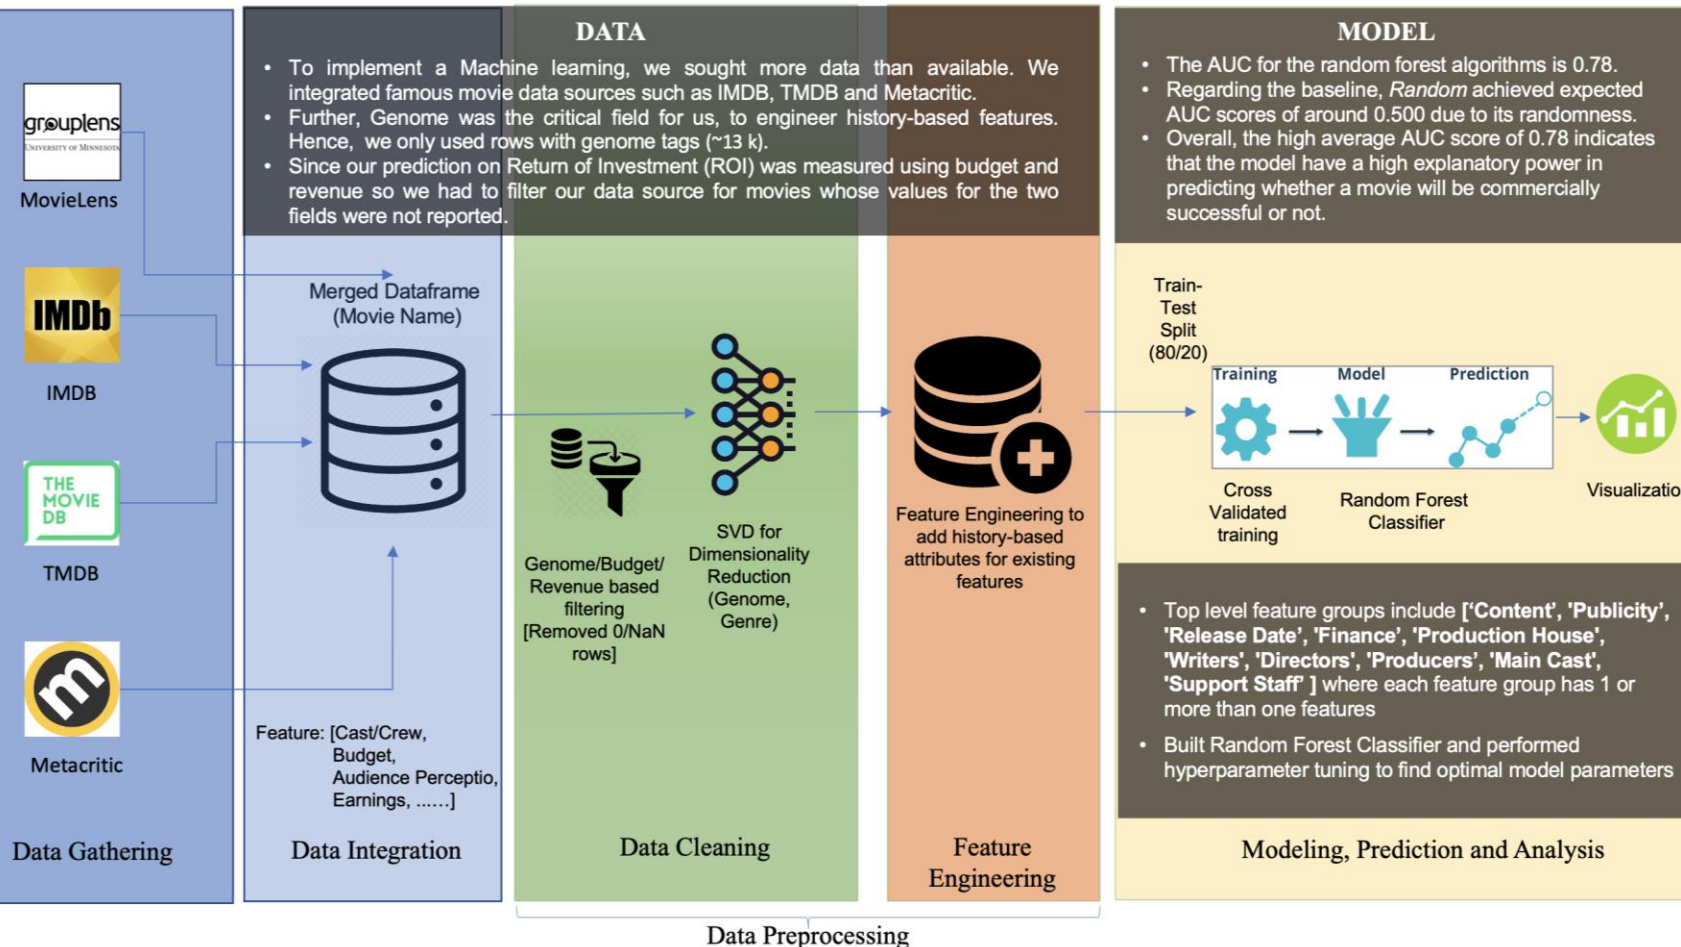 DATA
• To implement a Machine learning, we sought more data than available. We
integrated famous movie data sources such as IMDB, TMDB and Metacritic.
• Further, Genome was the critical field for us, to engineer history-based features.
Hence, we only used rows with genome tags (~13 k).
• Since our prediction on Return of Investment (ROI) was measured using budget and
revenue so we had to filter our data source for movies whose values for the two
fields were not reported.
MODEL
• The AUC for the random forest algorithms is 0.78.
• Regarding the baseline, Random achieved expected
AUC scores of around 0.500 due to its randomness.
• Overall, the high average AUC score of 0.78 indicates
that the model have a high explanatory power in
predicting whether a movie will be commercially
successful or not.
grouplens
UNIVERSITY OF MINNESOTA
MovieLens
IMDb
IMDB
THE
MOVIE
DB
TMDB
m
Metacritic
Data Gathering
Merged Dataframe
(Movie Name)
Feature: [Cast/Crew,
Budget,
Audience Perceptio,
Earnings, ......]
Data Integration
Genome/Budget/
Revenue based
filtering
[Removed 0/NaN
rows]
SVD for
Dimensionality
Reduction
(Genome,
Genre)
Data Cleaning
Feature Engineering to
add history-based
attributes for existing
features
Feature
Engineering
Data Preprocessing
Train-
Test
Split
(80/20)
Training
Model
Prediction
Cross
Validated
training
Random Forest
Classifier
Visualizatio
• Top level feature groups include [‘Content’, 'Publicity’,
'Release Date’, 'Finance’, 'Production House',
'Writers', 'Directors’, 'Producers’, 'Main Cast',
'Support Staff’ ] where each feature group has 1 or
more than one features
• Built Random Forest Classifier and performed
hyperparameter tuning to find optimal model parameters
Modeling, Prediction and Analysis